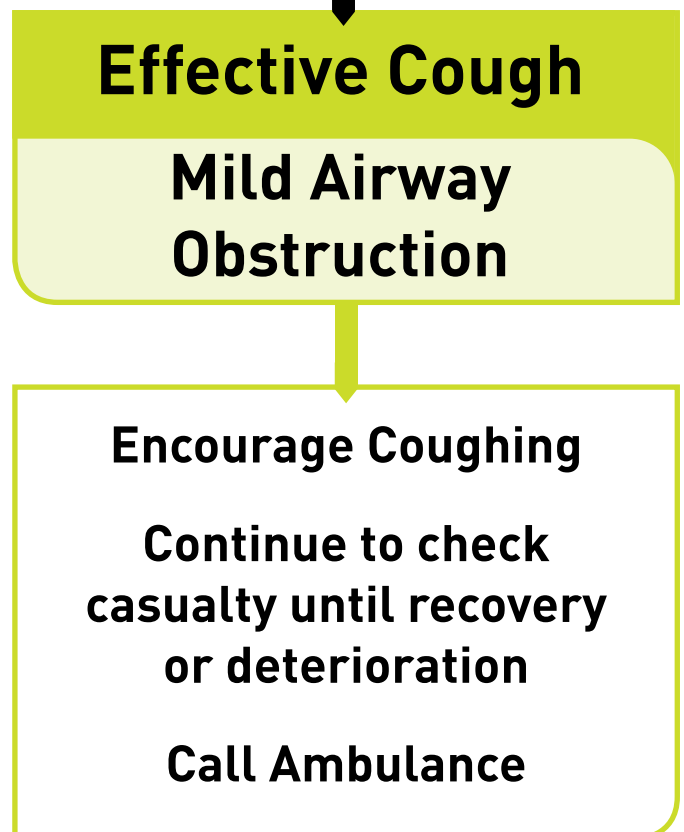 Effective Cough
Mild Airway
Obstruction
Encourage Coughing
Continue to check
casualty until recovery
or deterioration
Call Ambulance